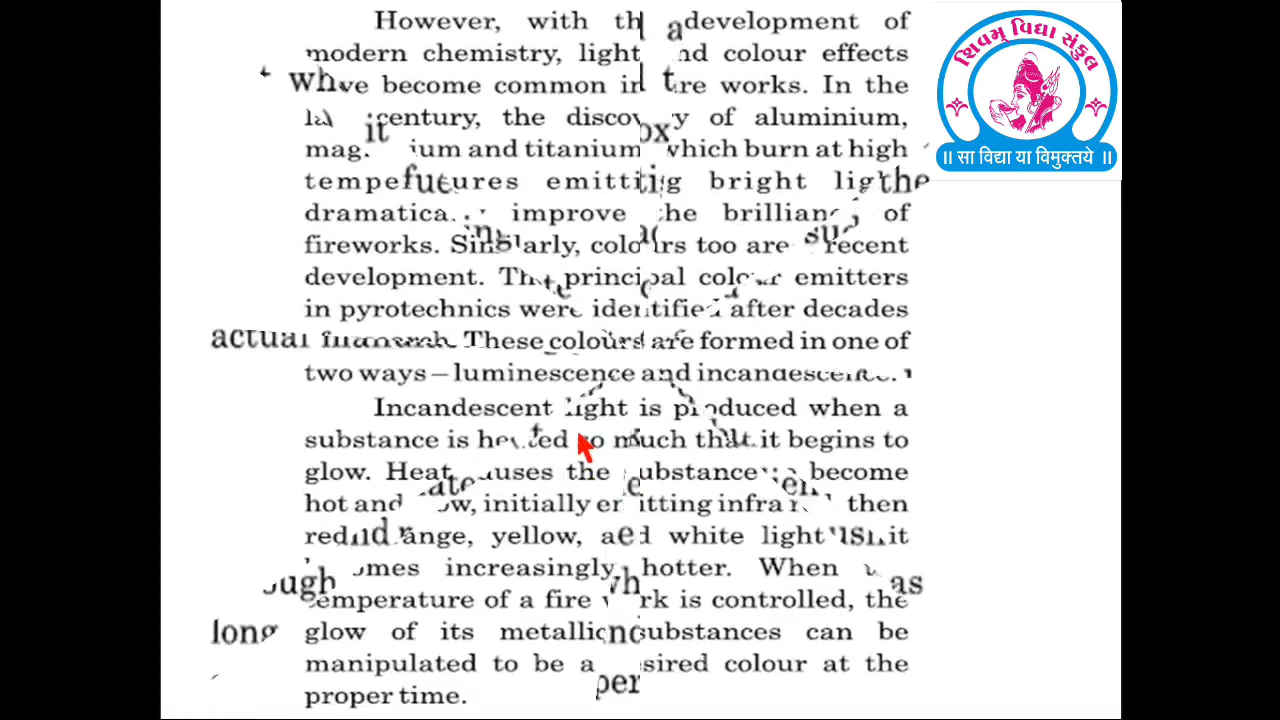 However, with the development of
modern chemistry, light and colour effects
have become common in fire works. In the
century, the discovery of aluminium,
magnesium and titanium which burn at high
temperatures emitting bright light
dramatically improve the brilliance of
fireworks. Similarly, colours too are recent
development. The principal colour emitters
in pyrotechnics were identified after decades
actual These colours are formed in one of
two ways – luminescence and incandescence.
Incandescent light is produced when a
substance is heated so much that it begins to
glow. Heat causes the substance become
hot and glow, initially emitting infra then
red orange, yellow, and white light it
becomes increasingly hotter. When as
temperature of a fire work is controlled, the
long glow of its metallic substances can be
manipulated to be a desired colour at the
proper time.
શિવમ્ વિદ્યા સંકુલ
॥ सा विद्या या विमुक्तये ॥